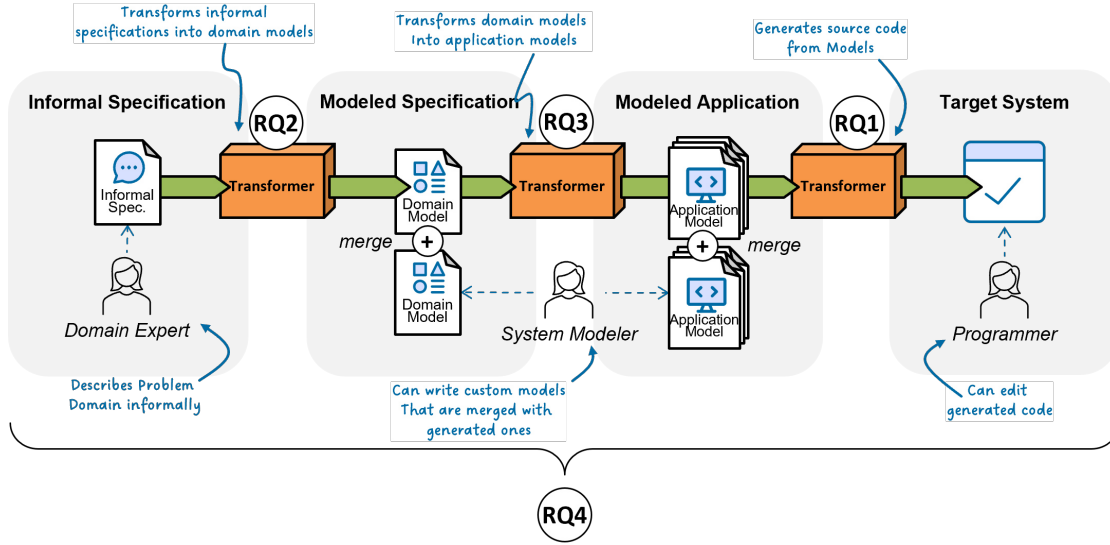 Transforms informal
specifications into domain models
Transforms domain models
Into application models
Generates source code
from Models
Informal Specification
Modeled Specification
Modeled Application
Target System
RQ2
RQ3
RQ1
Informal
Spec.
Transformer
Domain
Model
Transformer
Application
Model
Transformer
merge
+
+
merge
Domain
Model
Application
Model
Domain Expert
System Modeler
Programmer
Describes Problem
Domain informally
Can write custom models
That are merged with
generated ones
Can edit
generated code
RQ4